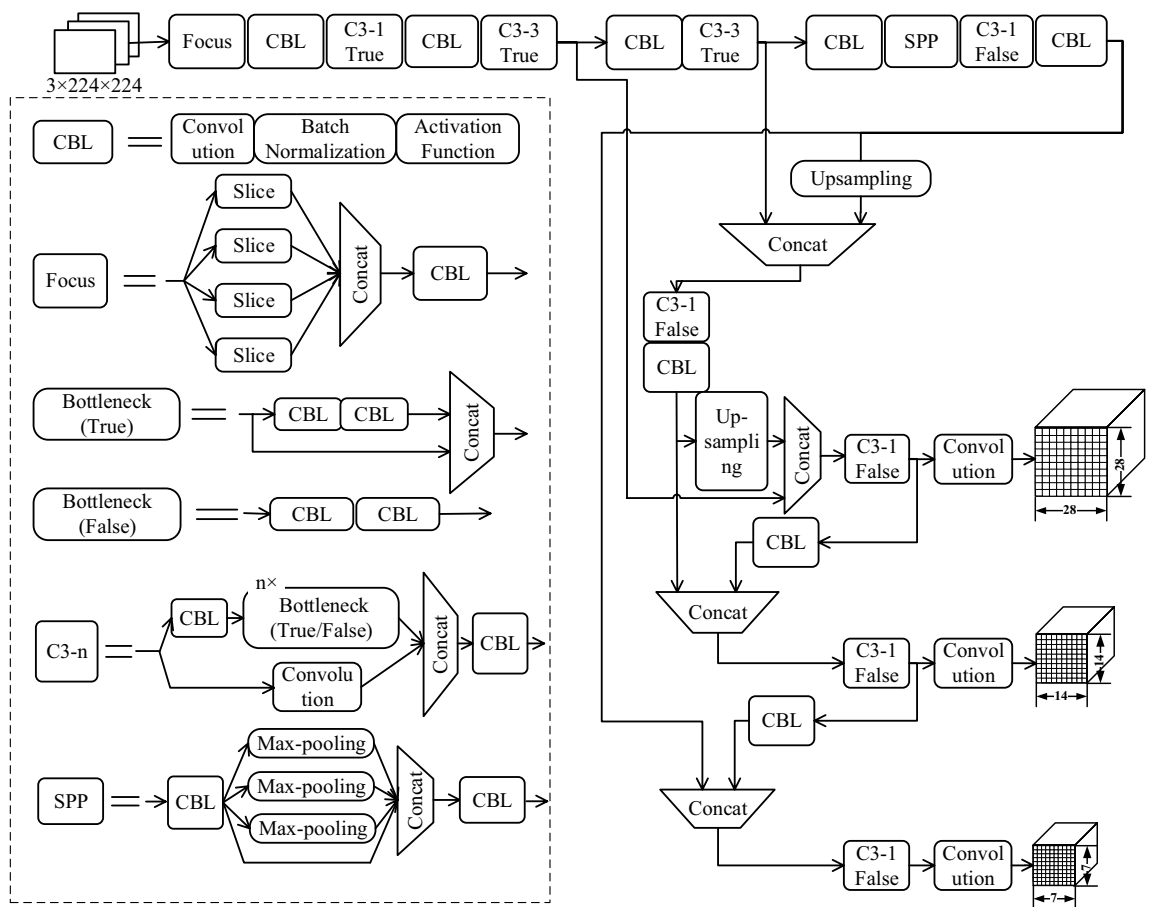 Focus
CBL
C3-1
True
CBL
C3-3
True
CBL
C3-3
True
CBL
SPP
C3-1
False
CBL
3×224×224
CBL
Convol
ution
Batch
Normalization
Activation
Function
Upsampling
Concat
Focus
Slice
Slice
Slice
Slice
Concat
CBL
C3-1
False
CBL
Bottleneck
(True)
CBL
CBL
Concat
Up-
sampli
ng
Concat
C3-1
False
Convol
ution
28
28
Bottleneck
(False)
CBL
CBL
CBL
Concat
C3-n
CBL
n×
Bottleneck
(True/False)
Convolu
tion
Concat
CBL
C3-1
False
Convol
ution
14
14
CBL
SPP
CBL
Max-pooling
Max-pooling
Max-pooling
Concat
CBL
Concat
C3-1
False
Convol
ution
7
7